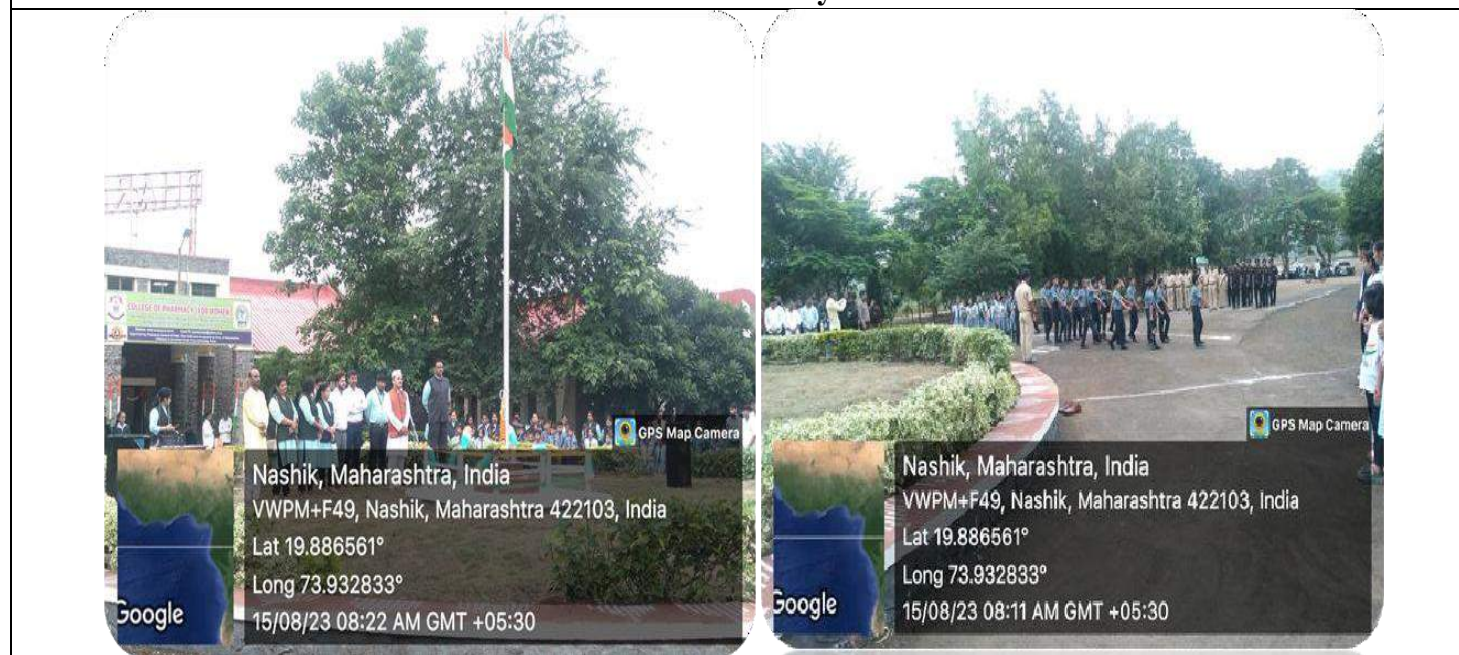 COLLEGE OF PHARMACY FOR WOMEN
GPS Map Camera
Nashik, Maharashtra, India
VWPM+F49, Nashik, Maharashtra 422103, India
Lat 19.886561°
Long 73.932833°
15/08/23 08:22 AM GMT +05:30
Google
GPS Map Camera
Nashik, Maharashtra, India
VWPM+F49, Nashik, Maharashtra 422103, India
Lat 19.886561°
Long 73.932833°
15/08/23 08:11 AM GMT +05:30
Google